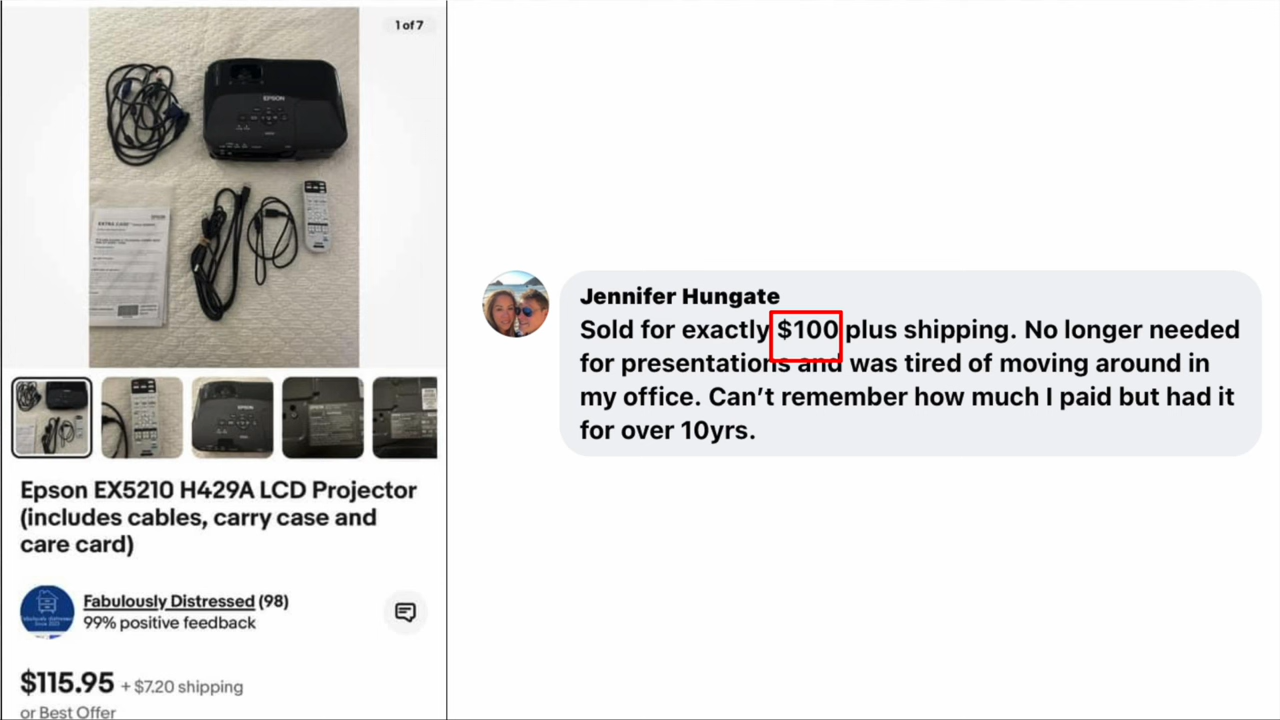 1 of 7
EPSON
Epson EX5210 H429A LCD Projector
(includes cables, carry case and
care card)
Fabulously Distressed (98)
99% positive feedback
$115.95 + $7.20 shipping
or Best Offer
Jennifer Hungate
Sold for exactly $100 plus shipping. No longer needed
for presentations and was tired of moving around in
my office. Can't remember how much I paid but had it
for over 10yrs.